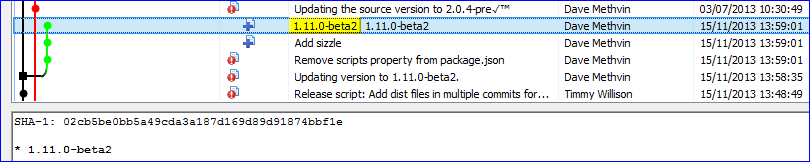 Updating the source version to 2.0.4-pre✓™ Dave Methvin 03/07/2013 10:30:49
1.11.0-beta2 1.11.0-beta2 Dave Methvin 15/11/2013 13:59:01
Add sizzle Dave Methvin 15/11/2013 13:59:01
Remove scripts property from package.json Dave Methvin 15/11/2013 13:59:01
Updating version to 1.11.0-beta2. Dave Methvin 15/11/2013 13:58:35
Release script: Add dist files in multiple commits for... Timmy Willison 15/11/2013 13:48:49
SHA-1: 02cb5be0bb5a49cda3a187d169d89d91874bbf1e
* 1.11.0-beta2